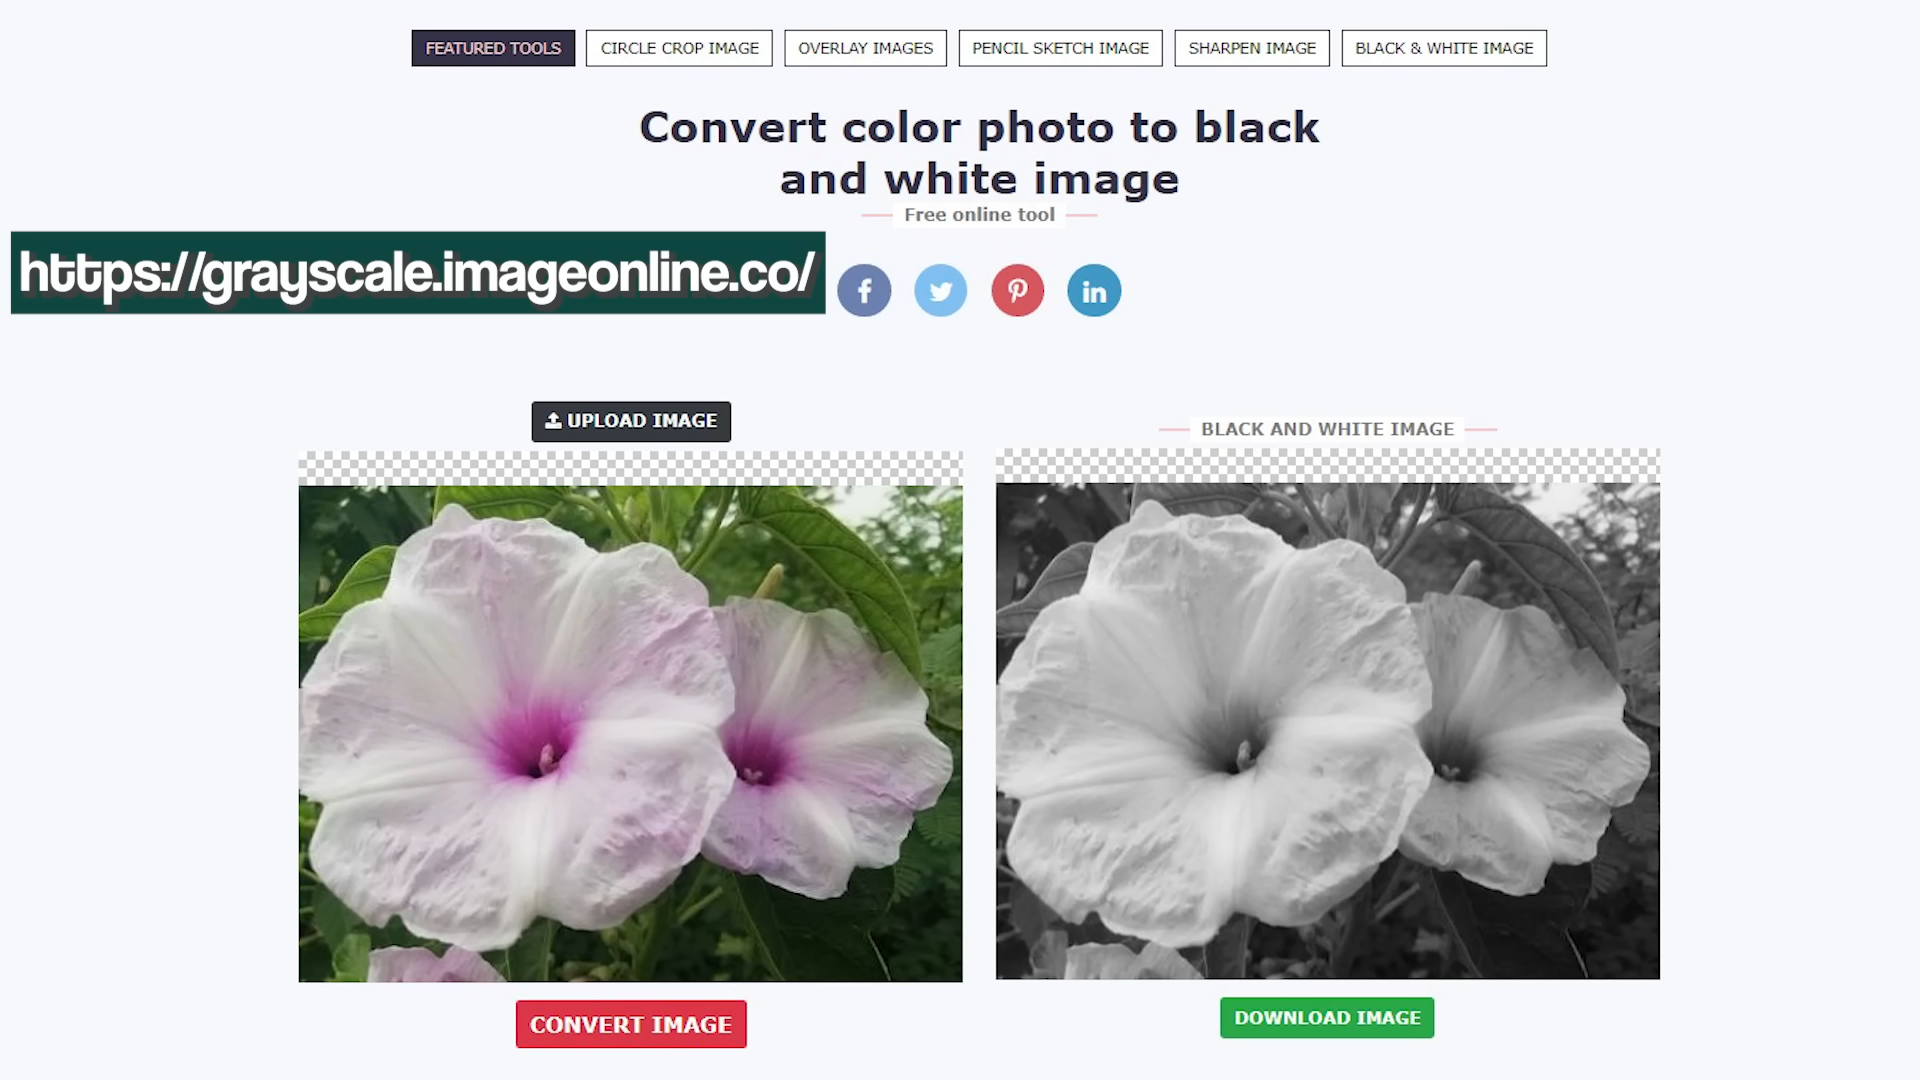 FEATURED TOOLS
CIRCLE CROP IMAGE
OVERLAY IMAGES
PENCIL SKETCH IMAGE
SHARPEN IMAGE
BLACK & WHITE IMAGE
Convert color photo to black
and white image
Free online tool
https://grayscale.imageonline.co/
UPLOAD IMAGE
BLACK AND WHITE IMAGE
CONVERT IMAGE
DOWNLOAD IMAGE